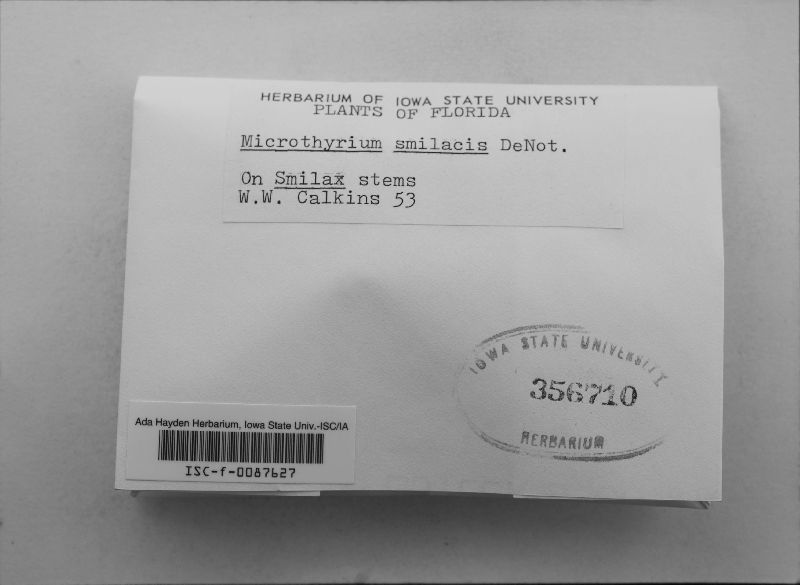 HERBARIUM OF IOWA STATE UNIVERSITY
PLANTS OF FLORIDA
Microthyrium smilacis DeNot.
On Smilax stems
W.W. Calkins 53
IOWA STATE UNIVERSITY
356710
HERBARIUM
Ada Hayden Herbarium, Iowa State Univ.-ISC/IA
ISC-f-0087627